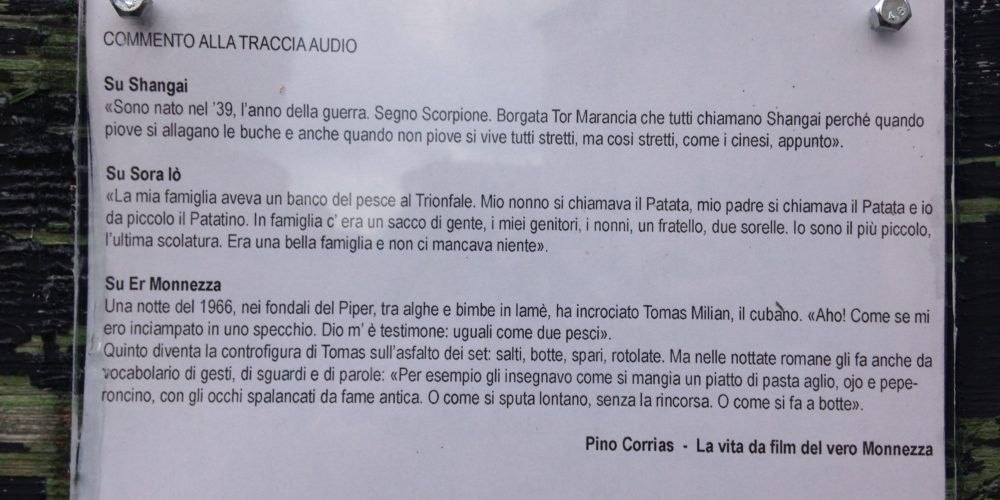 COMMENTO ALLA TRACCIA AUDIO
Su Shangai
«Sono nato nel ’39, l’anno della guerra. Segno Scorpione. Borgata Tor Marancia che tutti chiamano Shangai perché quando
piove si allagano le buche e anche quando non piove si vive tutti stretti, ma così stretti, come i cinesi, appunto».
Su Sora Iò
«La mia famiglia aveva un banco del pesce al Trionfale. Mio nonno si chiamava il Patata, mio padre si chiamava il Patata e io
da piccolo il Patatino. In famiglia c’ era un sacco di gente, i miei genitori, i nonni, un fratello, due sorelle. Io sono il più piccolo,
l’ultima scolatura. Era una bella famiglia e non ci mancava niente».
Su Er Monnezza
Una notte del 1966, nei fondali del Piper, tra alghe e bimbe in lamè, ha incrociato Tomas Milian, il cubano. «Aho! Come se mi
ero inciampato in uno specchio. Dio m’ è testimone: uguali come due pesci».
Quinto diventa la controfigura di Tomas sull’asfalto dei set: salti, botte, spari, rotolate. Ma nelle nottate romane gli fa anche da
vocabolario di gesti, di sguardi e di parole: «Per esempio gli insegnavo come si mangia un piatto di pasta aglio, ojo e pepe-
roncino, con gli occhi spalancati da fame antica. O come si sputa lontano, senza la rincorsa. O come si fa a botte».
Pino Corrias - La vita da film del vero Monnezza